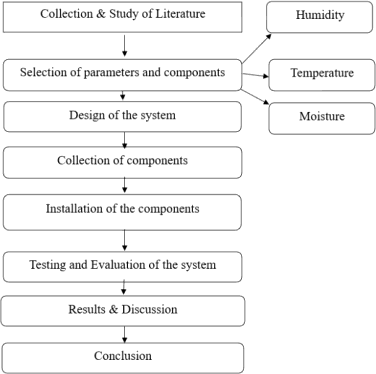 Collection & Study of Literature
Humidity
Selection of parameters and components
Temperature
Design of the system
Moisture
Collection of components
Installation of the components
Testing and Evaluation of the system
Results & Discussion
Conclusion